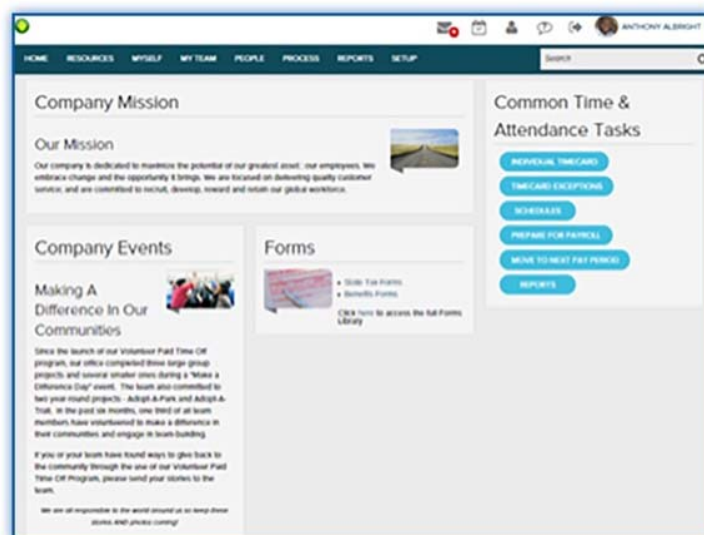 ANTHONY ALBRIGHT
HOME RESOURCES MYSELF MY TEAM PEOPLE PROCESS REPORTS SETUP
Search
Company Mission
Our Mission
Our company is dedicated to maximize the potential of our greatest asset: our employees. We
embrace change and the opportunity it brings. We are focused on delivering quality customer
service, and are committed to recruit, develop, reward and retain our global workforce.
Common Time &
Attendance Tasks
INDIVIDUAL TIMECARD
TIMECARD EXCEPTIONS
SCHEDULES
PREPARE FOR PAYROLL
MOVE TO NEXT PAY PERIOD
REPORTS
Company Events
Making A
Difference In Our
Communities
Since the launch of our Volunteer Paid Time Off
program, our office completed three large group
projects and several smaller ones during a "Make a
Difference Day" event. The team also committed to
two year-round projects - Adopt-A-Park and Adopt-A-
Trail. In the past six months, one third of all team
members have volunteered to make a difference in
their communities and engage in team-building.
If you or your team have found ways to give back to
the community through the use of our Volunteer Paid
Time Off Program, please send your stories to the
team.
We are all responsible to the world around us so keep these
stories AND photos coming!
Forms
State Tax Forms
Benefits Forms
Click here to access the full Forms
Library